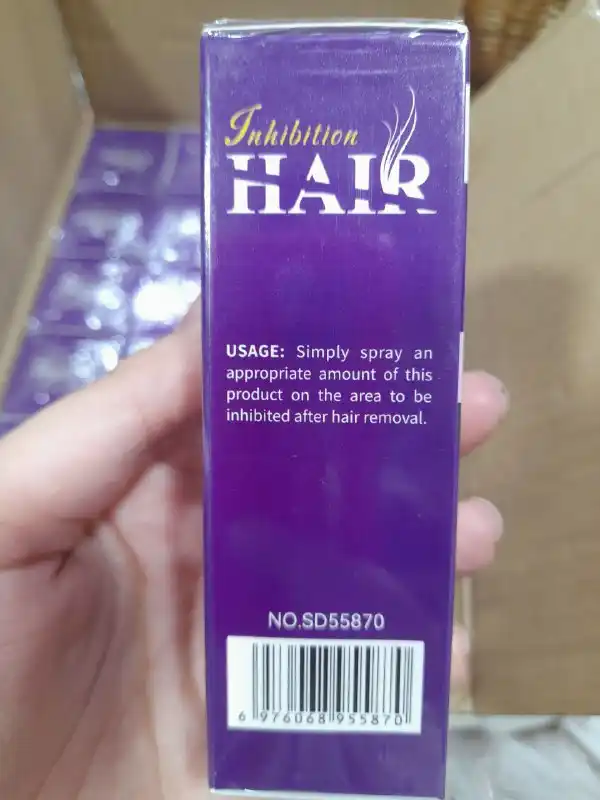 Inhibition
HAIR
USAGE: Simply spray an
appropriate amount of this
product on the area to be
inhibited after hair removal.
NO.SD55870
6 976068 955870